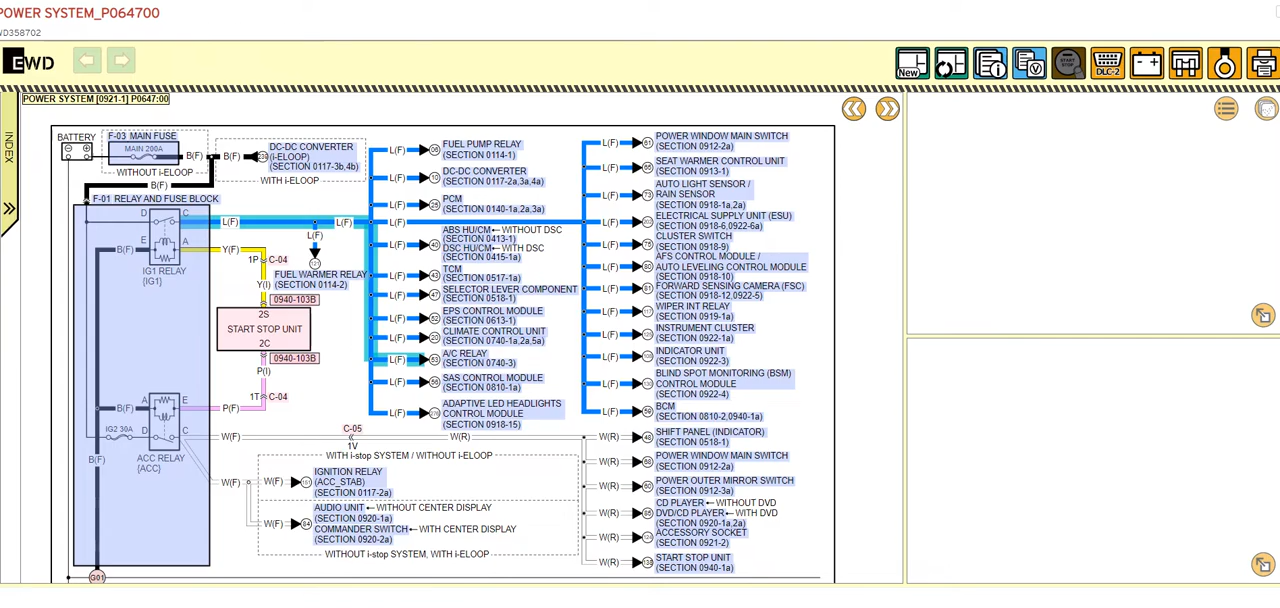 POWER SYSTEM_P064700
WD358702
EWD
New
START STOP
DLC-2
INDEX
POWER SYSTEM [0921-1] P0647:00
BATTERY
F-03 MAIN FUSE
MAIN 200A
WITHOUT i-ELOOP
B(F)
B(F)
B(F)
DC-DC CONVERTER
(i-ELOOP)
(SECTION 0117-3b,4b)
WITH i-ELOOP
F-01 RELAY AND FUSE BLOCK
D
C
E
A
B(F)
IG1 RELAY
{IG1}
L(F)
L(F)
L(F)
Y(F)
1P
C-04
Y(I)
FUEL WARMER RELAY
(SECTION 0114-2)
0940-103B
2S
START STOP UNIT
2C
0940-103B
P(I)
1T
C-04
P(F)
A
E
B(F)
IG2 30A
D
C
ACC RELAY
{ACC}
B(F)
G01
W(F)
C-05
1V
W(R)
W(F)
WITH i-stop SYSTEM / WITHOUT i-ELOOP
W(F)
IGNITION RELAY
(ACC_STAB)
(SECTION 0117-2a)
W(F)
AUDIO UNIT
WITHOUT CENTER DISPLAY
(SECTION 0920-1a)
COMMANDER SWITCH
WITH CENTER DISPLAY
(SECTION 0920-2a)
WITHOUT i-stop SYSTEM, WITH i-ELOOP
L(F)
FUEL PUMP RELAY
(SECTION 0114-1)
L(F)
DC-DC CONVERTER
(SECTION 0117-2a,3a,4a)
L(F)
PCM
(SECTION 0140-1a,2a,3a)
L(F)
L(F)
ABS HU/CM
WITHOUT DSC
(SECTION 0413-1)
DSC HU/CM
WITH DSC
(SECTION 0415-1a)
L(F)
TCM
(SECTION 0517-1a)
L(F)
SELECTOR LEVER COMPONENT
(SECTION 0518-1)
L(F)
EPS CONTROL MODULE
(SECTION 0613-1)
L(F)
CLIMATE CONTROL UNIT
(SECTION 0740-1a,2a,5a)
L(F)
A/C RELAY
(SECTION 0740-3)
L(F)
SAS CONTROL MODULE
(SECTION 0810-1a)
L(F)
ADAPTIVE LED HEADLIGHTS
CONTROL MODULE
(SECTION 0918-15)
L(F)
POWER WINDOW MAIN SWITCH
(SECTION 0912-2a)
L(F)
SEAT WARMER CONTROL UNIT
(SECTION 0913-1)
L(F)
AUTO LIGHT SENSOR /
RAIN SENSOR
(SECTION 0918-1a,2a)
L(F)
ELECTRICAL SUPPLY UNIT (ESU)
(SECTION 0918-6,0922-6a)
L(F)
CLUSTER SWITCH
(SECTION 0918-9)
L(F)
AFS CONTROL MODULE /
AUTO LEVELING CONTROL MODULE
(SECTION 0918-10)
L(F)
FORWARD SENSING CAMERA (FSC)
(SECTION 0918-12,0922-5)
L(F)
WIPER INT RELAY
(SECTION 0919-1a)
L(F)
INSTRUMENT CLUSTER
(SECTION 0922-1a)
L(F)
INDICATOR UNIT
(SECTION 0922-3)
L(F)
BLIND SPOT MONITORING (BSM)
CONTROL MODULE
(SECTION 0922-4)
L(F)
BCM
(SECTION 0810-2,0940-1a)
W(R)
SHIFT PANEL (INDICATOR)
(SECTION 0518-1)
W(R)
POWER WINDOW MAIN SWITCH
(SECTION 0912-2a)
W(R)
POWER OUTER MIRROR SWITCH
(SECTION 0912-3a)
W(R)
CD PLAYER
WITHOUT DVD
DVD/CD PLAYER
WITH DVD
(SECTION 0920-1a,2a)
W(R)
ACCESSORY SOCKET
(SECTION 0921-2)
W(R)
START STOP UNIT
(SECTION 0940-1a)